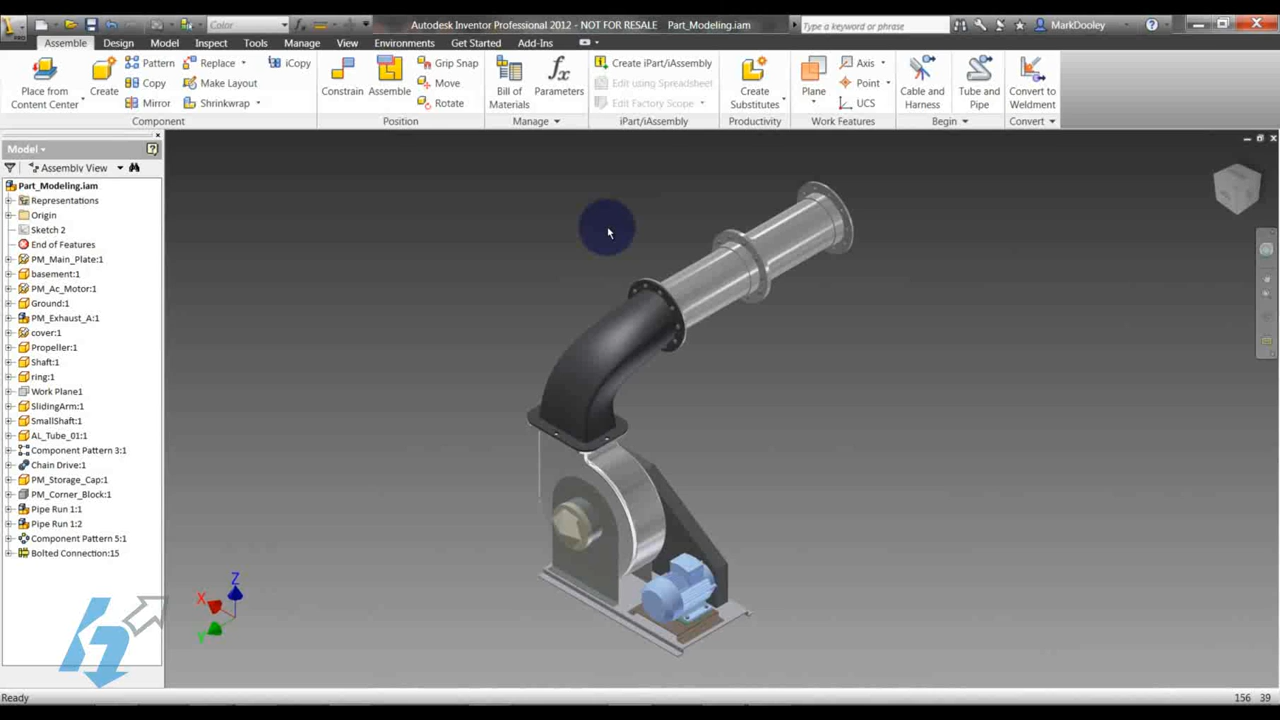 Color
Autodesk Inventor Professional 2012 - NOT FOR RESALE Part_Modeling.iam
Type a keyword or phrase
MarkDooley
Assemble Design Model Inspect Tools Manage View Environments Get Started Add-Ins
Place from Content Center
Create
Pattern
Copy
Mirror
Replace
Make Layout
Shrinkwrap
iCopy
Component
Constrain
Assemble
Grip Snap
Move
Rotate
Position
Bill of Materials
Parameters
Manage
Create iPart/iAssembly
Edit using Spreadsheet
Edit Factory Scope
iPart/iAssembly
Create Substitutes
Productivity
Plane
Axis
Point
UCS
Work Features
Cable and Harness
Tube and Pipe
Begin
Convert to Weldment
Convert
Model
Assembly View
Part_Modeling.iam
Representations
Origin
Sketch 2
End of Features
PM_Main_Plate:1
basement:1
PM_Ac_Motor:1
Ground:1
PM_Exhaust_A:1
cover:1
Propeller:1
Shaft:1
ring:1
Work Plane1
SlidingArm:1
SmallShaft:1
AL_Tube_01:1
Component Pattern 3:1
Chain Drive:1
PM_Storage_Cap:1
PM_Corner_Block:1
Pipe Run 1:1
Pipe Run 1:2
Component Pattern 5:1
Bolted Connection:15
Z
X
Y
Ready
156 39